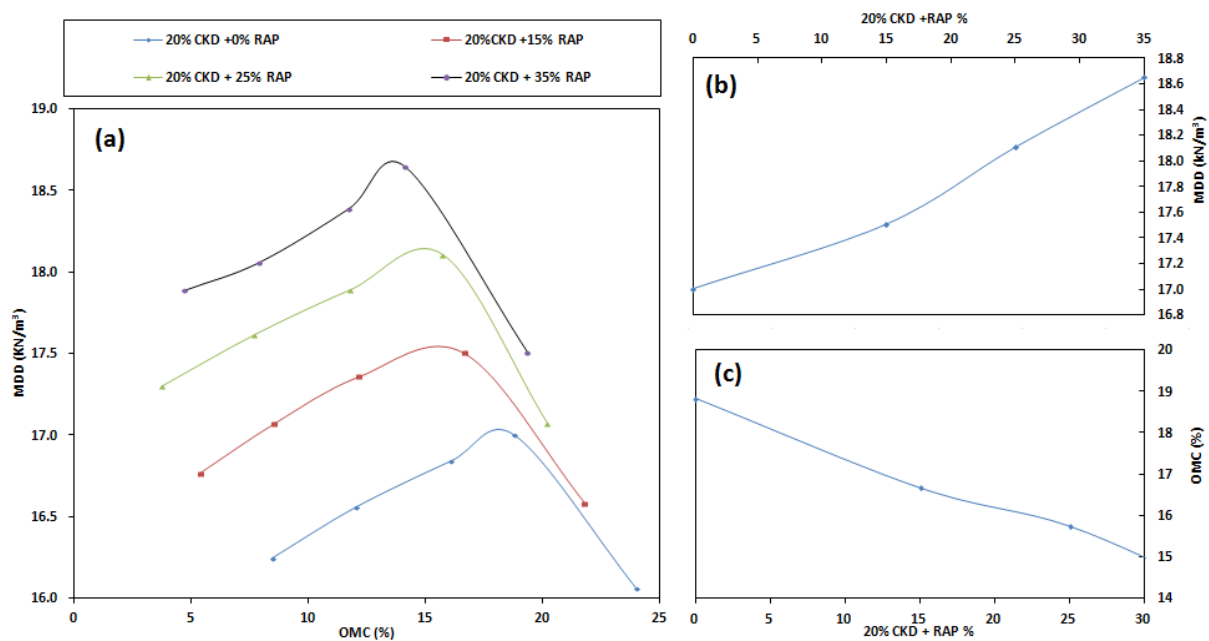 20% CKD +0% RAP
20%CKD +15% RAP
20% CKD + 25% RAP
20% CKD + 35% RAP
(a)
19.0
18.5
18.0
17.5
17.0
16.5
16.0
MDD (KN/m³)
0 5 10 15 20 25
OMC (%)
20% CKD +RAP %
0 5 10 15 20 25 30 35
(b)
18.8
18.6
18.4
18.2
18.0
17.8
17.6
17.4
17.2
17.0
16.8
MDD (kN/m³)
(c)
20
19
18
17
16
15
14
OMC (%)
0 5 10 15 20 25 30
20% CKD + RAP %